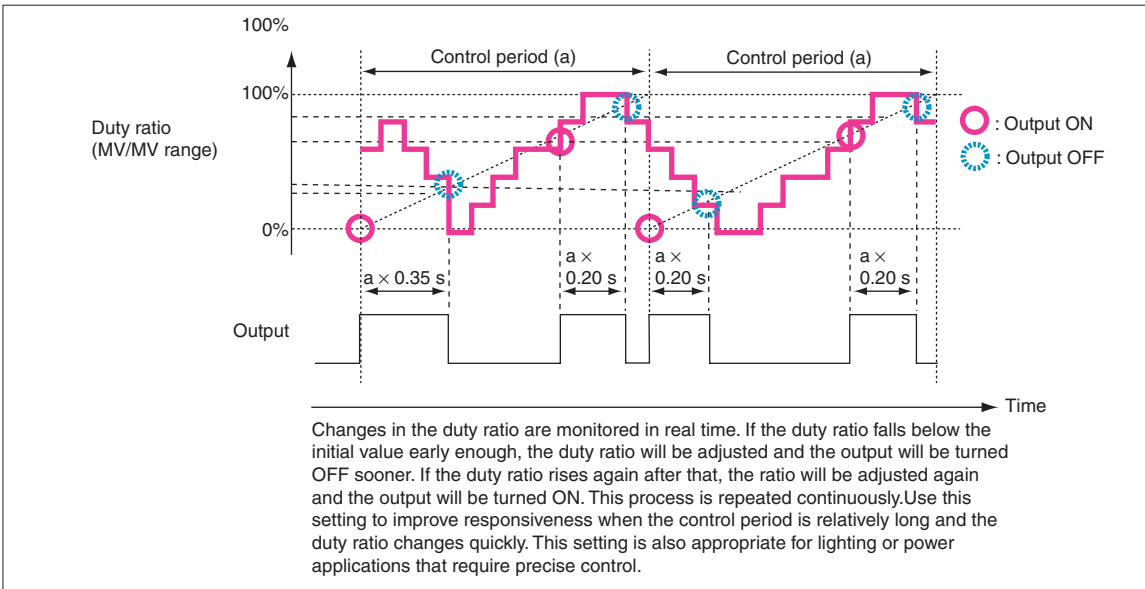 100%
Control period (a)
Control period (a)
100%
Duty ratio
(MV/MV range)
: Output ON
: Output OFF
0%
a × 0.35 s
a ×
0.20 s
a ×
0.20 s
a ×
0.20 s
Output
Time
Changes in the duty ratio are monitored in real time. If the duty ratio falls below the
initial value early enough, the duty ratio will be adjusted and the output will be turned
OFF sooner. If the duty ratio rises again after that, the ratio will be adjusted again
and the output will be turned ON. This process is repeated continuously.Use this
setting to improve responsiveness when the control period is relatively long and the
duty ratio changes quickly. This setting is also appropriate for lighting or power
applications that require precise control.